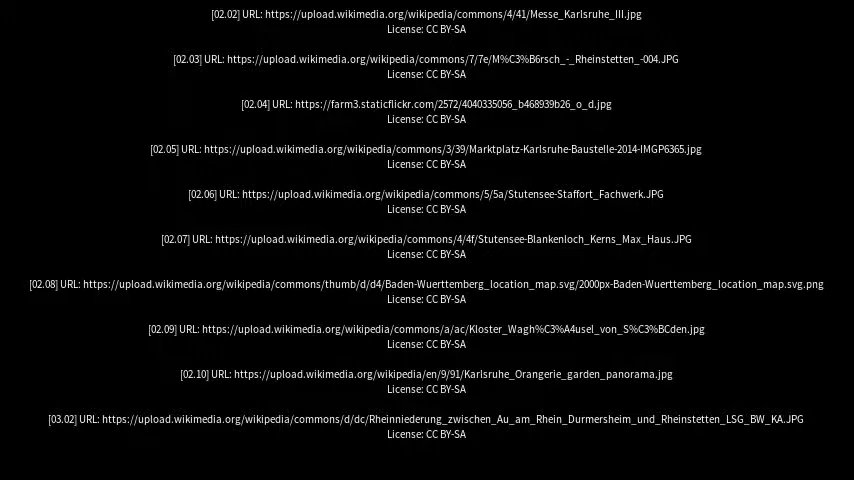 [02.02] URL: https://upload.wikimedia.org/wikipedia/commons/4/41/Messe_Karlsruhe_III.jpg
License: CC BY-SA
[02.03] URL: https://upload.wikimedia.org/wikipedia/commons/7/7e/M%C3%B6rsch_-_Rheinstetten_-004.JPG
License: CC BY-SA
[02.04] URL: https://farm3.staticflickr.com/2572/4040335056_b468939b26_o_d.jpg
License: CC BY-SA
[02.05] URL: https://upload.wikimedia.org/wikipedia/commons/3/39/Marktplatz-Karlsruhe-Baustelle-2014-IMGP6365.jpg
License: CC BY-SA
[02.06] URL: https://upload.wikimedia.org/wikipedia/commons/5/5a/Stutensee-Staffort_Fachwerk.JPG
License: CC BY-SA
[02.07] URL: https://upload.wikimedia.org/wikipedia/commons/4/4f/Stutensee-Blankenloch_Kerns_Max_Haus.JPG
License: CC BY-SA
[02.08] URL: https://upload.wikimedia.org/wikipedia/commons/thumb/d/d4/Baden-Wuerttemberg_location_map.svg/2000px-Baden-Wuerttemberg_location_map.svg.png
License: CC BY-SA
[02.09] URL: https://upload.wikimedia.org/wikipedia/commons/a/ac/Kloster_Wagh%C3%A4usel_von_S%C3%BCden.jpg
License: CC BY-SA
[02.10] URL: https://upload.wikimedia.org/wikipedia/en/9/91/Karlsruhe_Orangerie_garden_panorama.jpg
License: CC BY-SA
[03.02] URL: https://upload.wikimedia.org/wikipedia/commons/d/dc/Rheinniederung_zwischen_Au_am_Rhein_Durmersheim_und_Rheinstetten_LSG_BW_KA.JPG
License: CC BY-SA